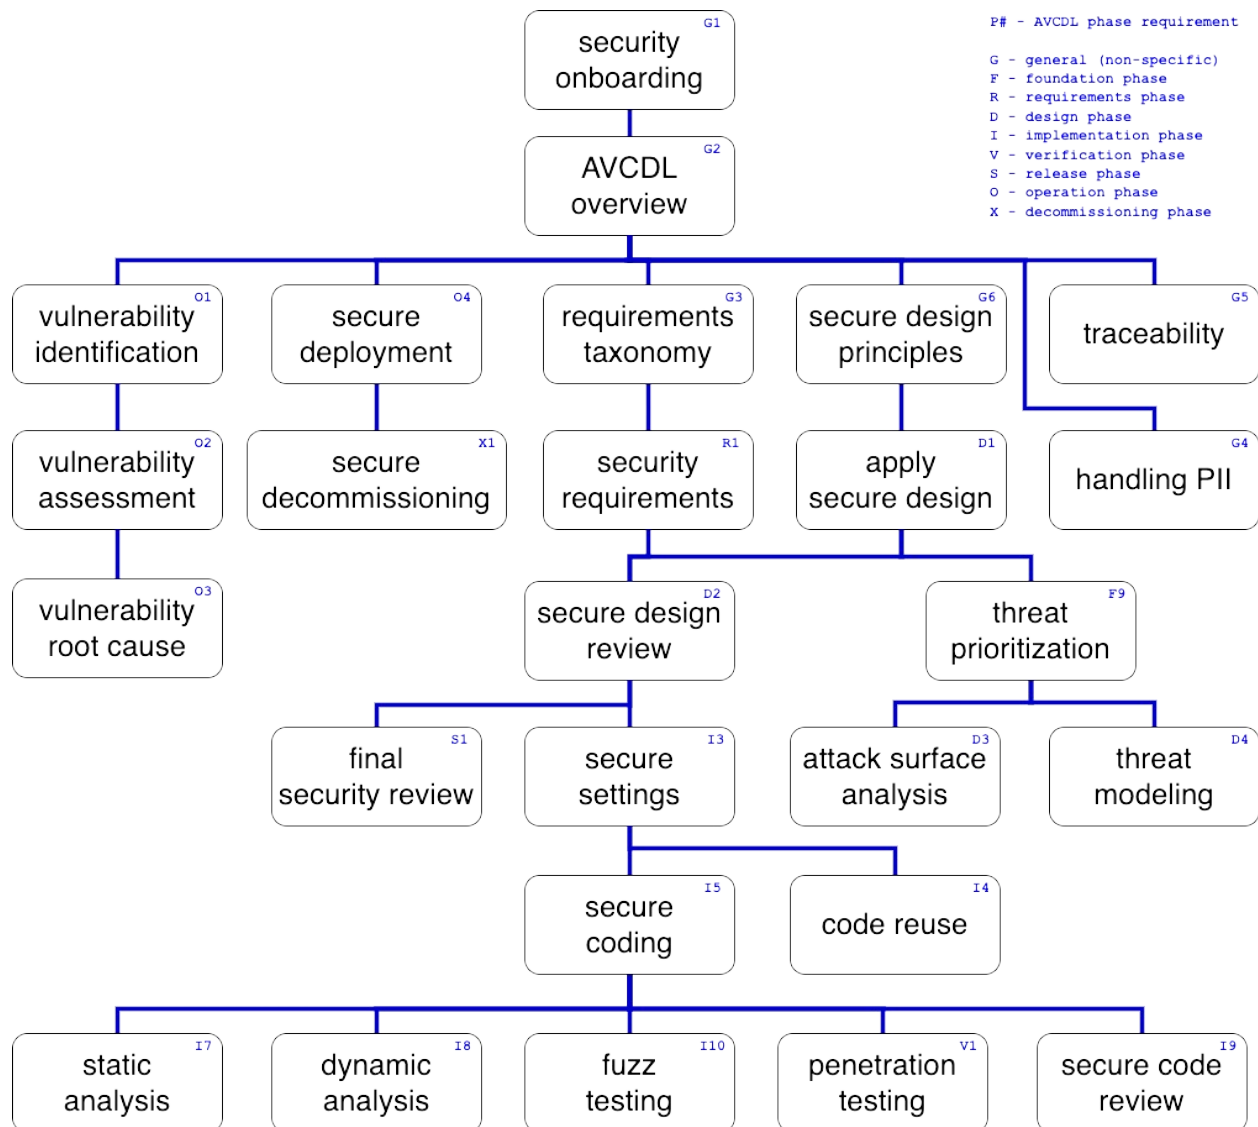 G1
security
onboarding
P# - AVCDL phase requirement
G - general (non-specific)
F - foundation phase
R - requirements phase
D - design phase
I - implementation phase
V - verification phase
S - release phase
O - operation phase
X - decommissioning phase
G2
AVCDL
overview
O1
vulnerability
identification
O4
secure
deployment
G3
requirements
taxonomy
G6
secure design
principles
G5
traceability
O2
vulnerability
assessment
X1
secure
decommissioning
R1
security
requirements
D1
apply
secure design
G4
handling PII
O3
vulnerability
root cause
D2
secure design
review
F9
threat
prioritization
S1
final
security review
I3
secure
settings
D3
attack surface
analysis
D4
threat
modeling
I5
secure
coding
I4
code reuse
I7
static
analysis
I8
dynamic
analysis
I10
fuzz
testing
V1
penetration
testing
I9
secure code
review